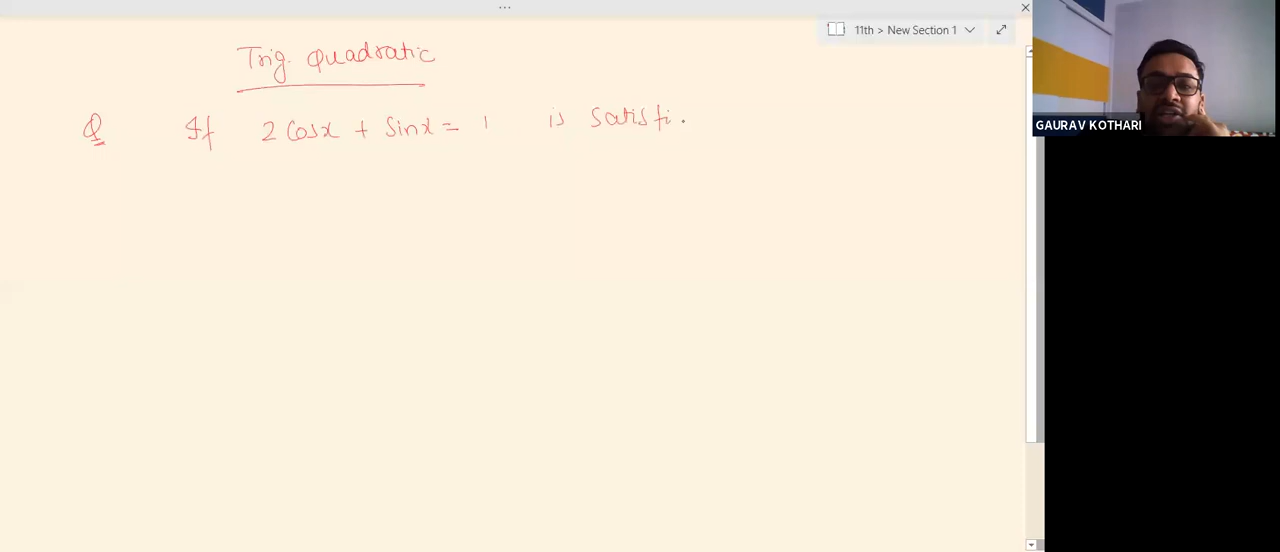 ...
11th > New Section 1
Trig. Quadratic
Q If 2 Cosx + Sinx = 1 is satisfi
GAURAV KOTHARI